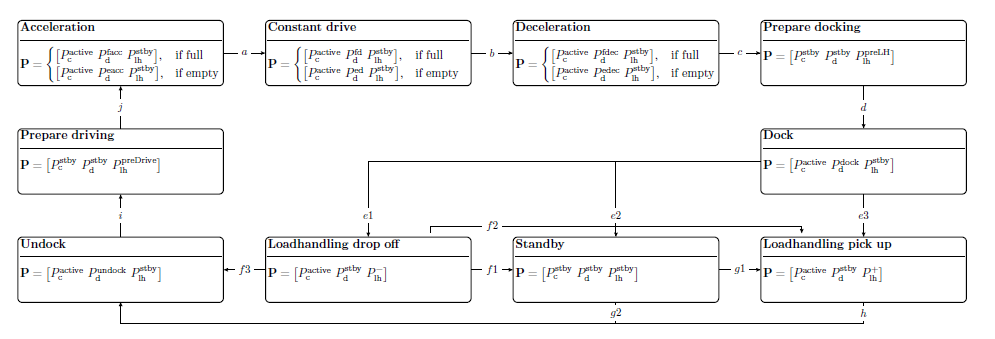 Acceleration
P = { [P_c^active P_d^facc P_lh^stby], if full
[P_c^active P_d^eacc P_lh^stby], if empty
a
Constant drive
P = { [P_c^active P_d^fd P_lh^stby], if full
[P_c^active P_d^ed P_lh^stby], if empty
b
Deceleration
P = { [P_c^active P_d^fdec P_lh^stby], if full
[P_c^active P_d^edec P_lh^stby], if empty
c
Prepare docking
P = [P_c^stby P_d^stby P_lh^preLH]
j
d
Prepare driving
P = [P_c^stby P_d^stby P_lh^preDrive]
Dock
P = [P_c^active P_d^dock P_lh^stby]
i
e1
e2
e3
f2
Undock
P = [P_c^active P_d^undock P_lh^stby]
f3
Loadhandling drop off
P = [P_c^active P_d^stby P_lh^−]
f1
Standby
P = [P_c^stby P_d^stby P_lh^stby]
g1
Loadhandling pick up
P = [P_c^active P_d^stby P_lh^+]
g2
h